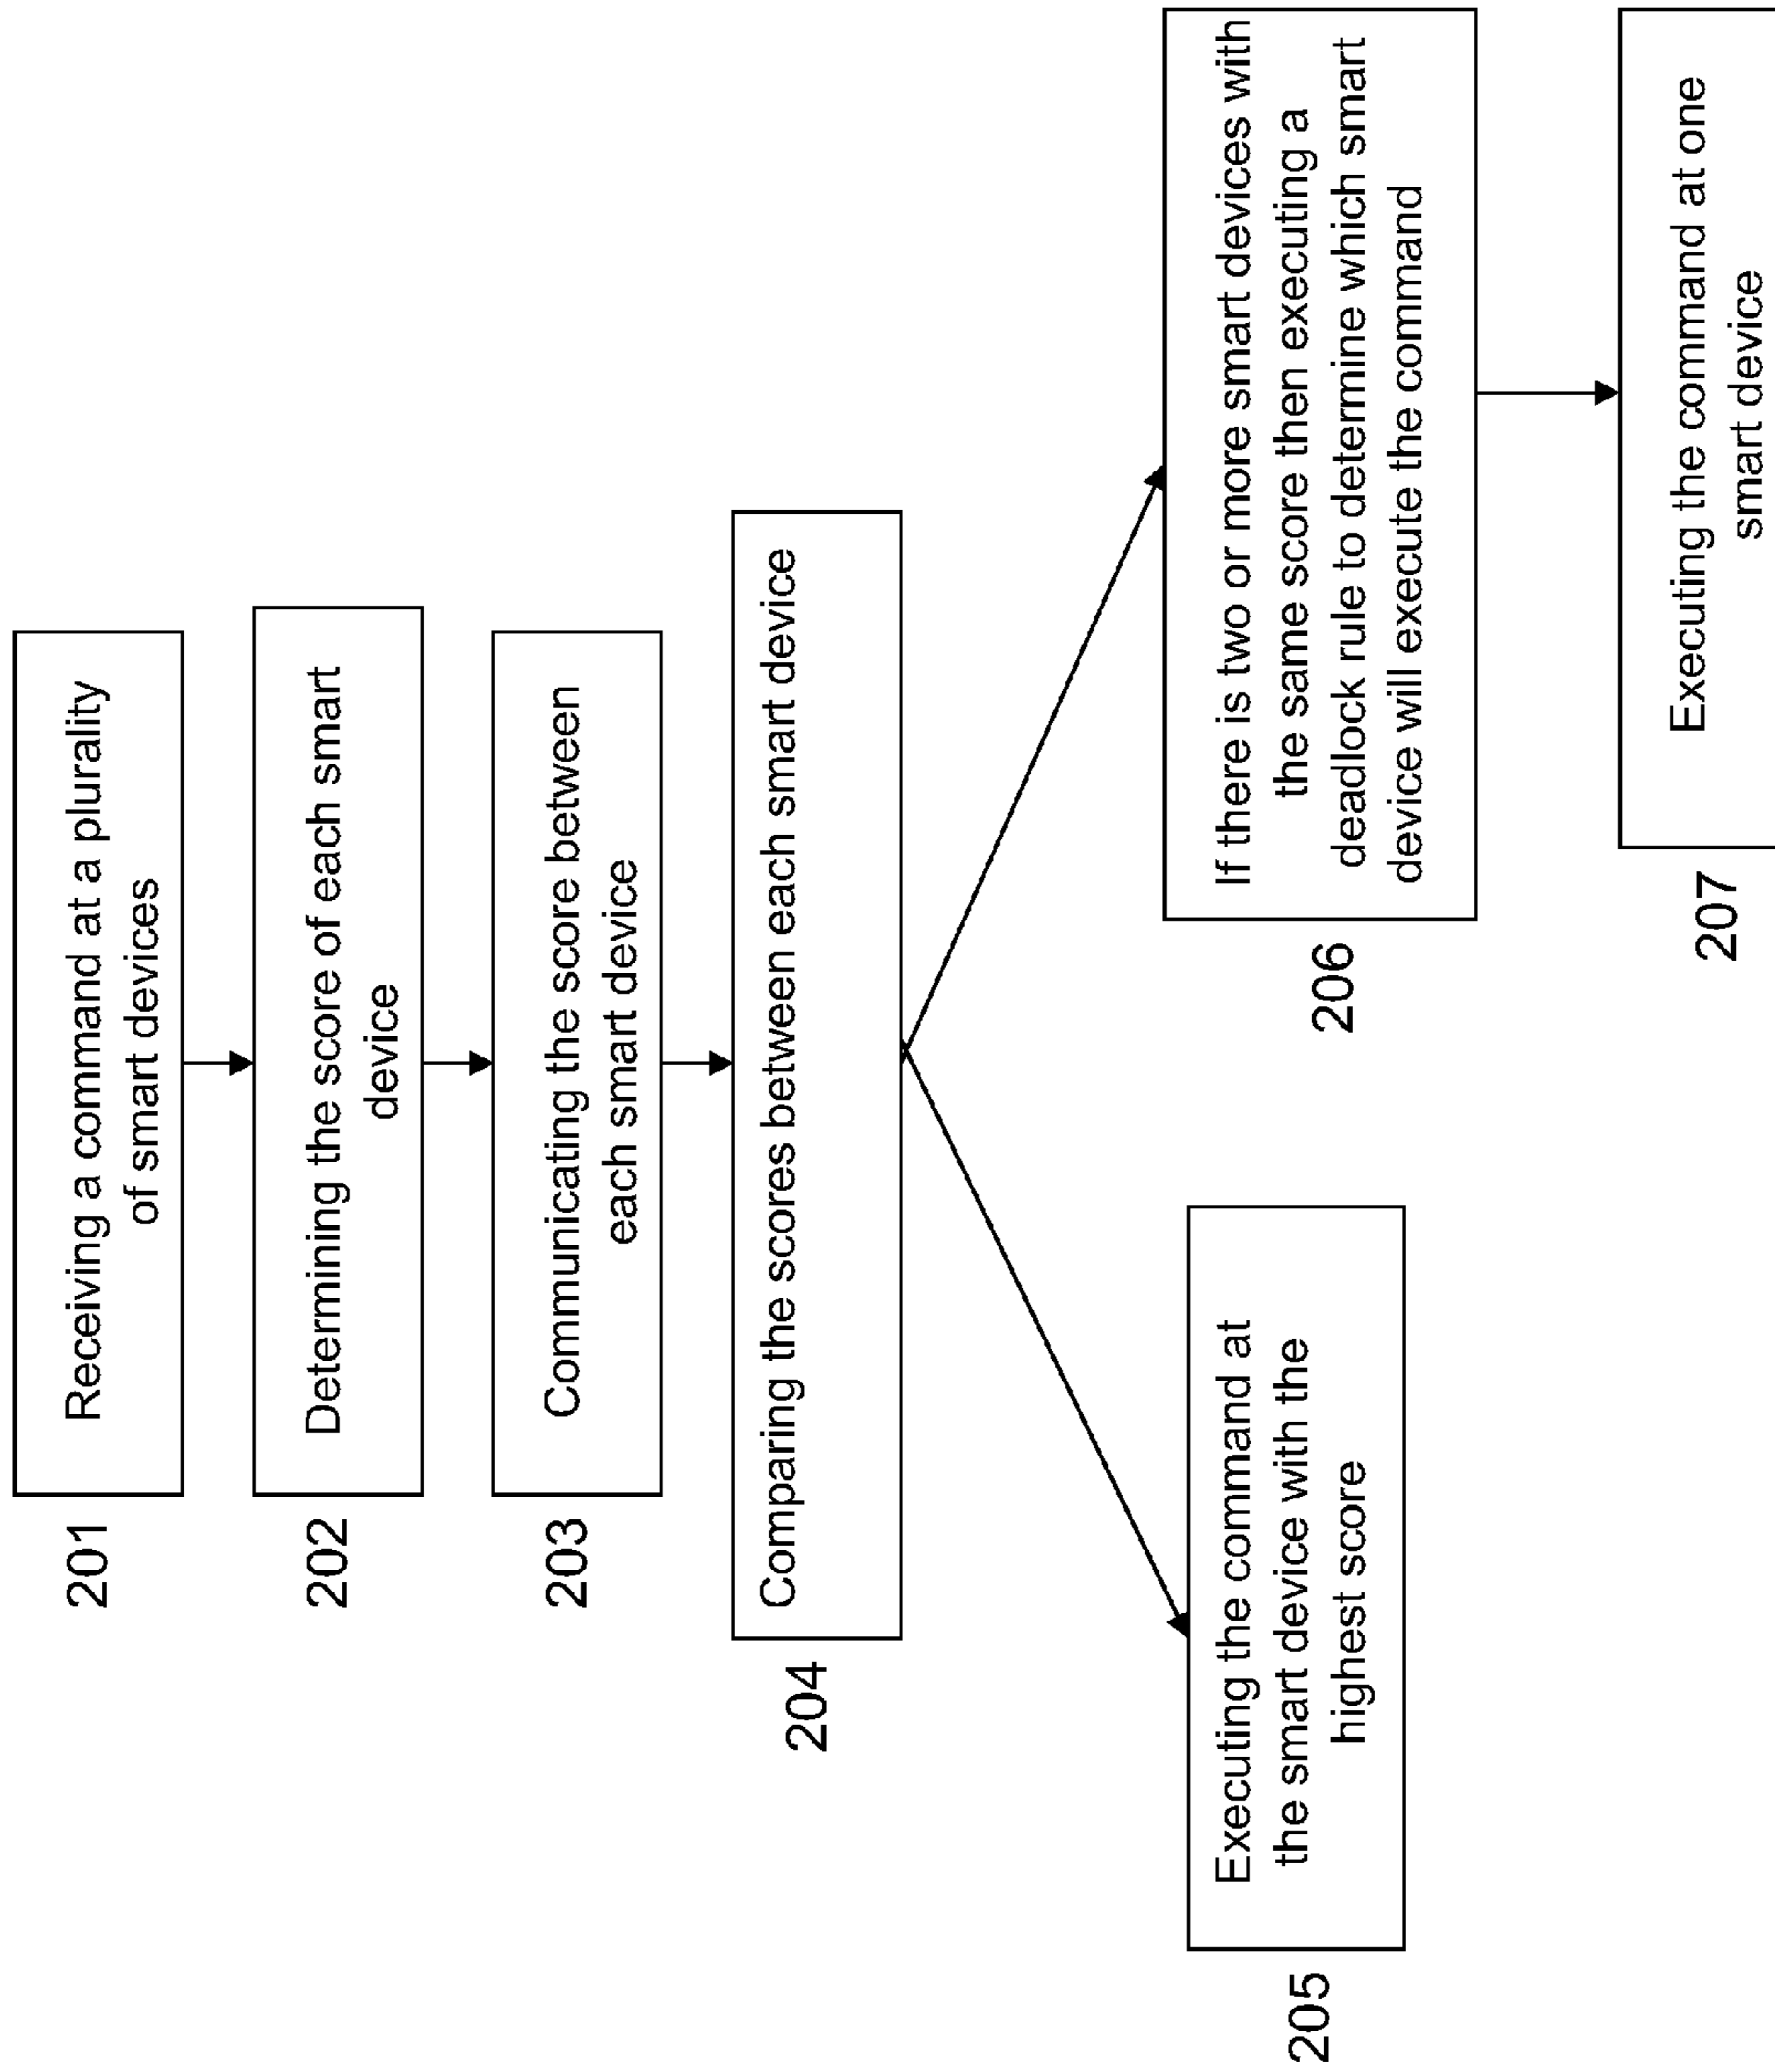 201
Receiving a command at a plurality
of smart devices
202
Determining the score of each smart
device
203
Communicating the score between
each smart device
204
Comparing the scores between each smart device
205
Executing the command at
the smart device with the
highest score
206
If there is two or more smart devices with
the same score then executing a
deadlock rule to determine which smart
device will execute the command
207
Executing the command at one
smart device